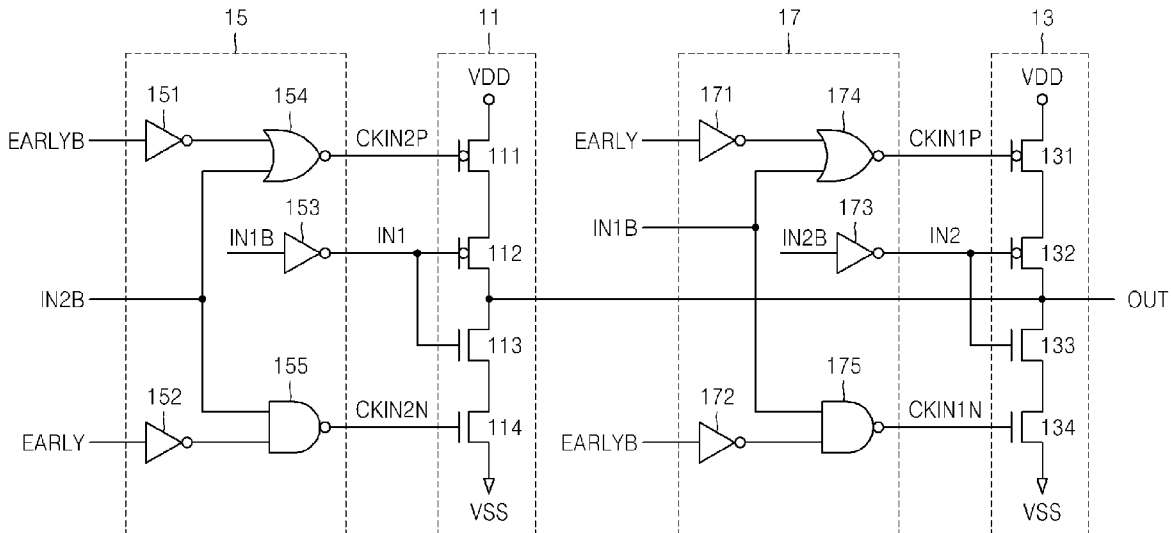 15
11
17
13
VDD
VDD
151
154
171
174
EARLYB
CKIN2P
111
EARLY
CKIN1P
131
153
173
IN1B
IN1
112
IN1B
IN2B
IN2
132
IN2B
OUT
113
133
155
175
152
CKIN2N
114
172
CKIN1N
134
EARLY
EARLYB
VSS
VSS